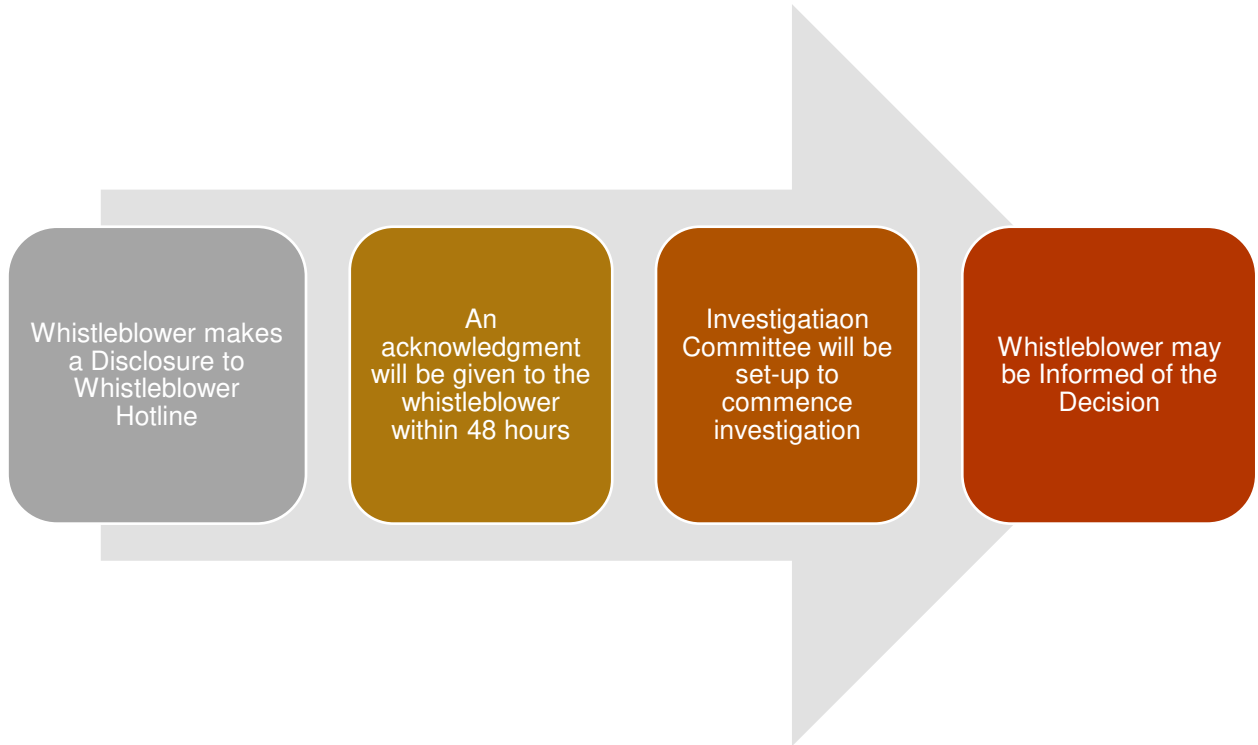 Whistleblower makes
a Disclosure to
Whistleblower
Hotline
An
acknowledgment
will be given to the
whistleblower
within 48 hours
Investigatiaon
Committee will be
set-up to
commence
investigation
Whistleblower may
be Informed of the
Decision